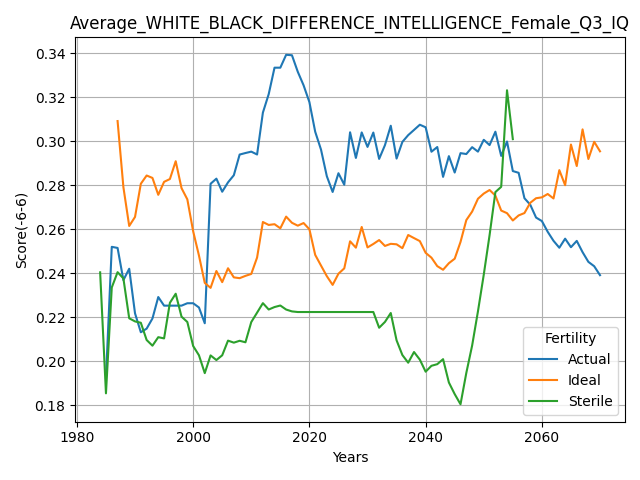 Average_WHITE_BLACK_DIFFERENCE_INTELLIGENCE_Female_Q3_IQ
Score(-6-6)
0.34
0.32
0.30
0.28
0.26
0.24
0.22
0.20
0.18
Fertility
Actual
Ideal
Sterile
1980
2000
2020
2040
2060
Years